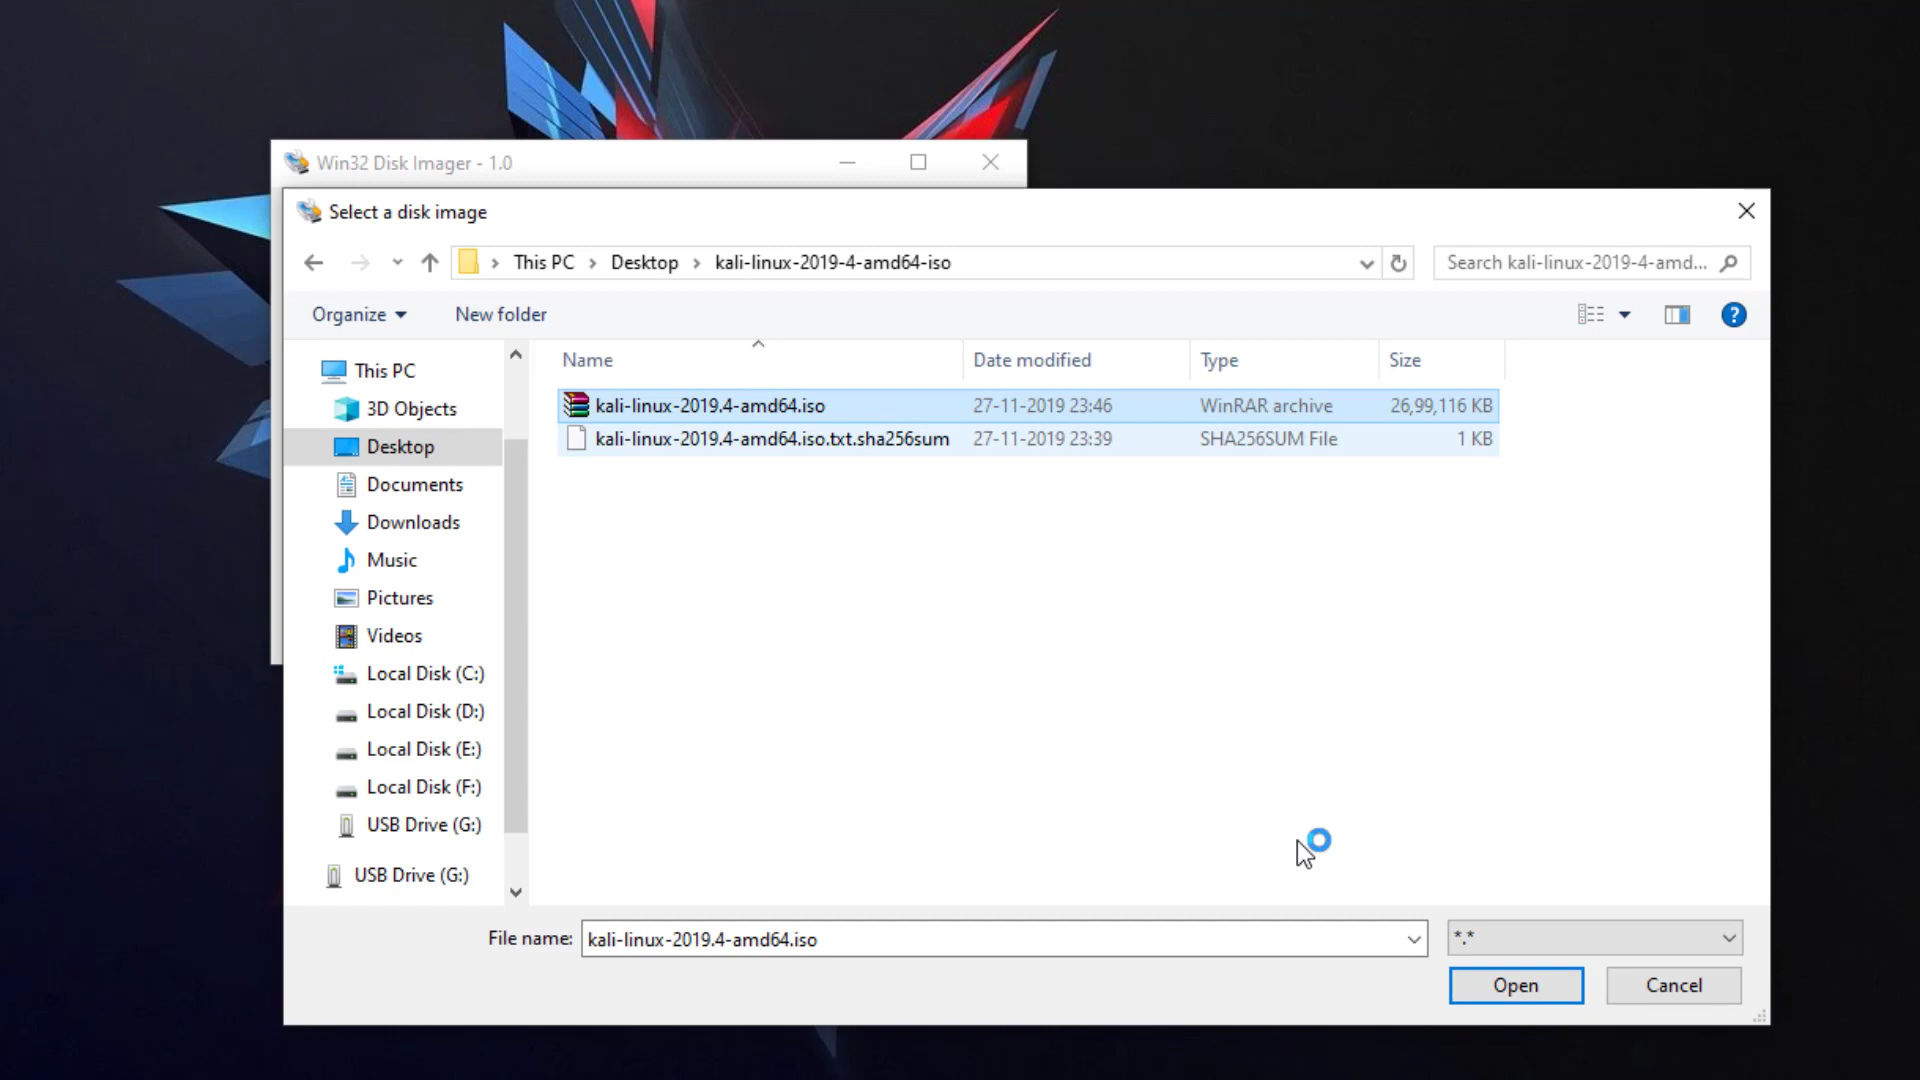 Win32 Disk Imager - 1.0
Select a disk image
This PC > Desktop > kali-linux-2019-4-amd64-iso
Search kali-linux-2019-4-amd...
Organize
New folder
Name
Date modified
Type
Size
kali-linux-2019.4-amd64.iso 27-11-2019 23:46 WinRAR archive 26,99,116 KB
kali-linux-2019.4-amd64.iso.txt.sha256sum 27-11-2019 23:39 SHA256SUM File 1 KB
This PC
3D Objects
Desktop
Documents
Downloads
Music
Pictures
Videos
Local Disk (C:)
Local Disk (D:)
Local Disk (E:)
Local Disk (F:)
USB Drive (G:)
USB Drive (G:)
File name: kali-linux-2019.4-amd64.iso
*.*
Open
Cancel